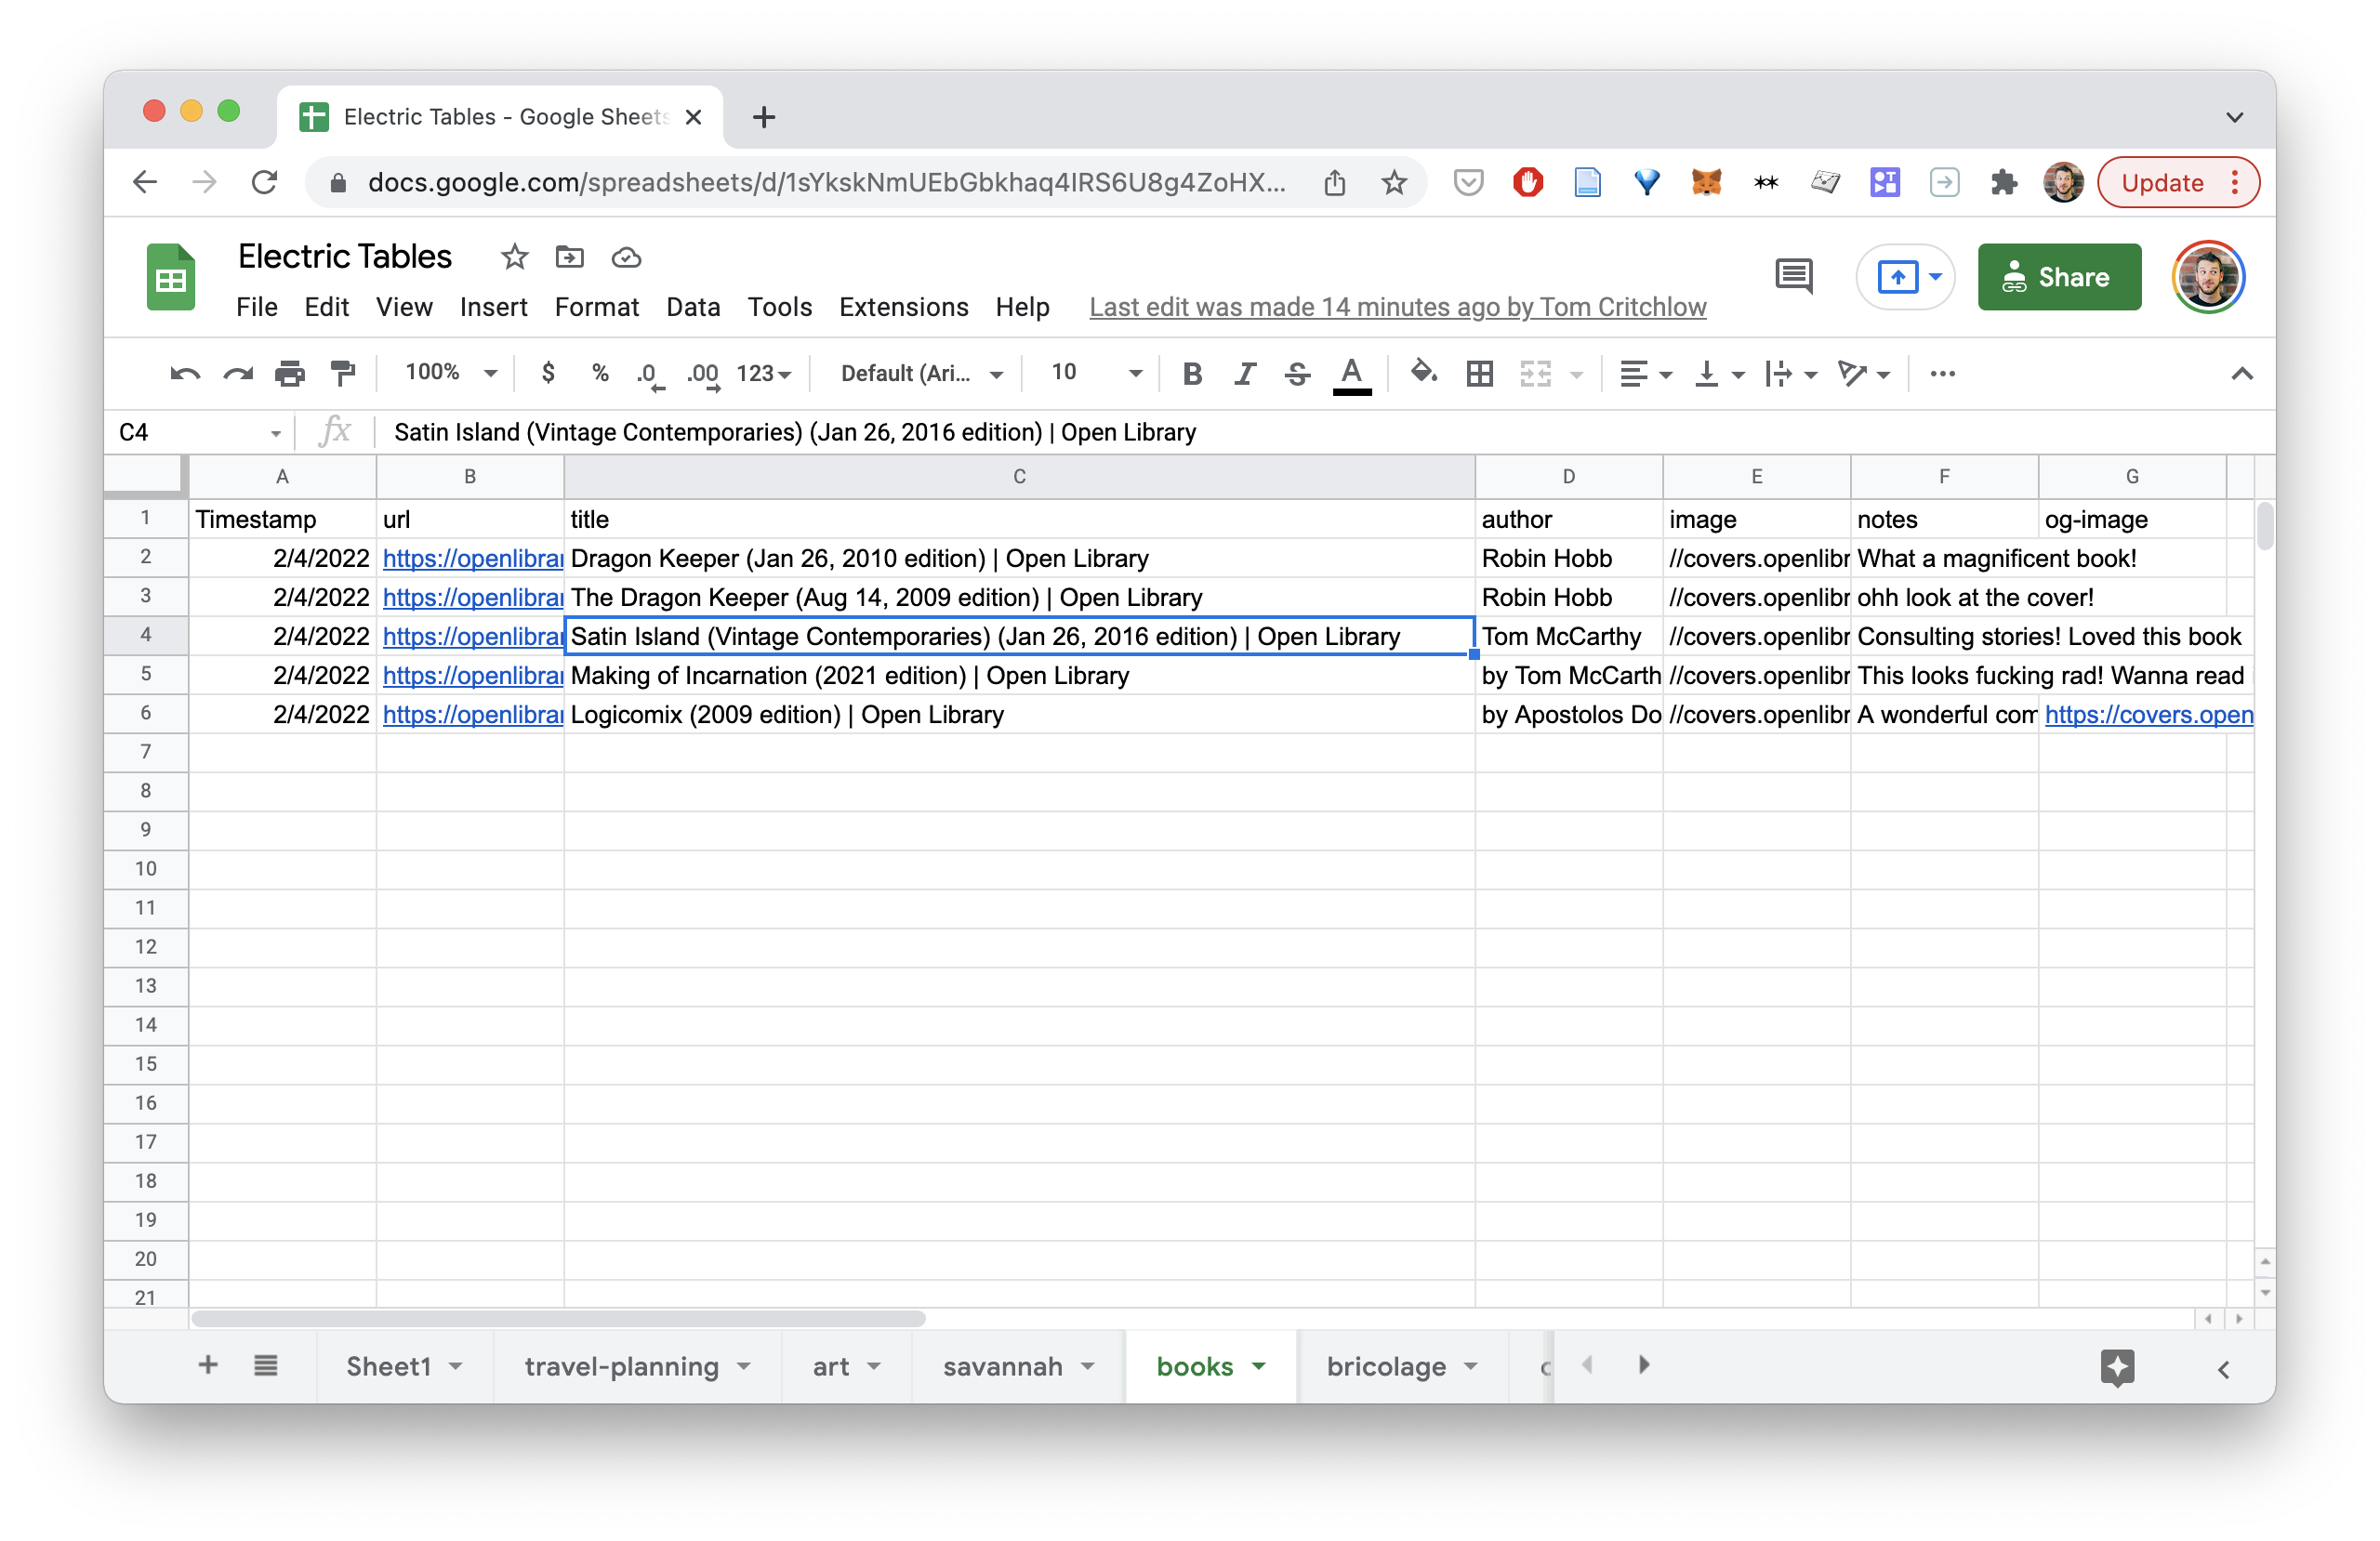 Electric Tables - Google Sheets
docs.google.com/spreadsheets/d/1sYkskNmUEbGbkhaq4IRS6U8g4ZoHX...
Update
Electric Tables
Share
File Edit View Insert Format Data Tools Extensions Help Last edit was made 14 minutes ago by Tom Critchlow
100% $ % .0 .00 123 Default (Ari... 10 B I S A
C4 fx Satin Island (Vintage Contemporaries) (Jan 26, 2016 edition) | Open Library
A B C D E F G
1 Timestamp url title author image notes og-image
2 2/4/2022 https://openlibrar Dragon Keeper (Jan 26, 2010 edition) | Open Library Robin Hobb //covers.openlibr What a magnificent book!
3 2/4/2022 https://openlibrar The Dragon Keeper (Aug 14, 2009 edition) | Open Library Robin Hobb //covers.openlibr ohh look at the cover!
4 2/4/2022 https://openlibrar Satin Island (Vintage Contemporaries) (Jan 26, 2016 edition) | Open Library Tom McCarthy //covers.openlibr Consulting stories! Loved this book
5 2/4/2022 https://openlibrar Making of Incarnation (2021 edition) | Open Library by Tom McCarth //covers.openlibr This looks fucking rad! Wanna read
6 2/4/2022 https://openlibrar Logicomix (2009 edition) | Open Library by Apostolos Do //covers.openlibr A wonderful com https://covers.open
7
8
9
10
11
12
13
14
15
16
17
18
19
20
21
Sheet1 travel-planning art savannah books bricolage